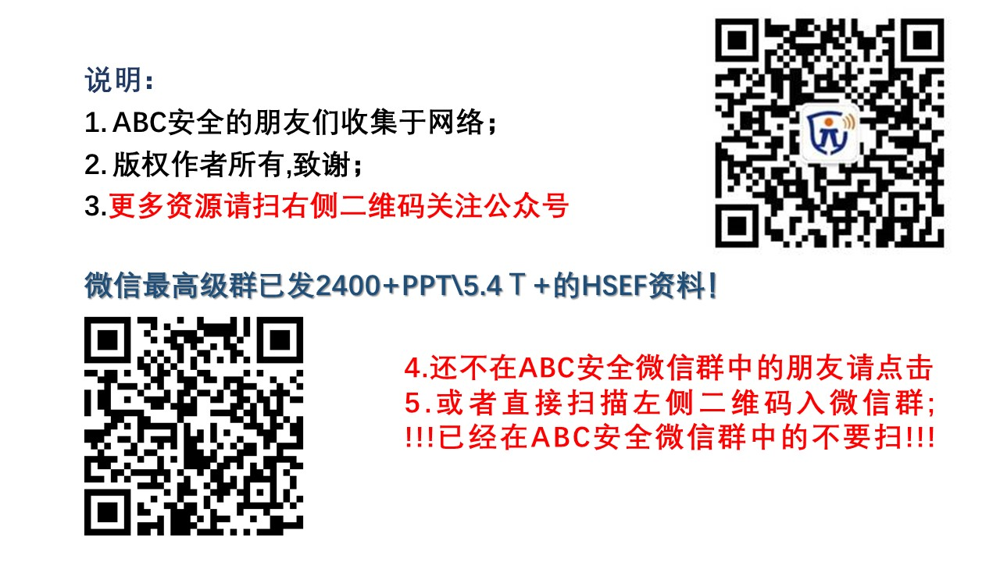 说明：
1. ABC安全的朋友们收集于网络；
2. 版权作者所有,致谢；
3.更多资源请扫右侧二维码关注公众号
微信最高级群已发2400+PPT\5.4Ｔ+的HSEF资料！
4.还不在ABC安全微信群中的朋友请点击
5.或者直接扫描左侧二维码入微信群;
!!!已经在ABC安全微信群中的不要扫!!!